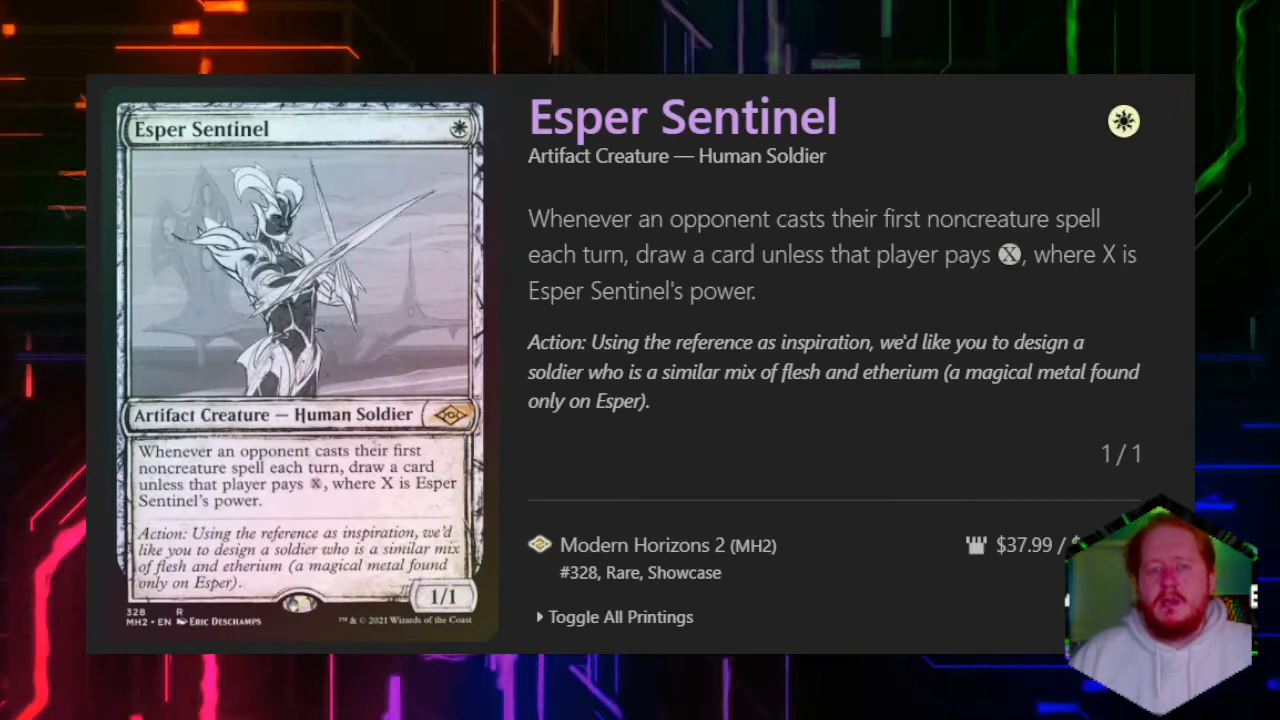 Esper Sentinel
Artifact Creature — Human Soldier
Whenever an opponent casts their first
noncreature spell each turn, draw a card
unless that player pays X, where X is Esper
Sentinel's power.
Action: Using the reference as inspiration, we'd
like you to design a soldier who is a similar mix
of flesh and etherium (a magical metal found
only on Esper).
1/1
328 R
MH2 • EN ERIC DESCHAMPS
™ & © 2021 Wizards of the Coast
Esper Sentinel
Artifact Creature — Human Soldier
Whenever an opponent casts their first noncreature spell
each turn, draw a card unless that player pays X, where X is
Esper Sentinel's power.
Action: Using the reference as inspiration, we'd like you to design a
soldier who is a similar mix of flesh and etherium (a magical metal found
only on Esper).
1 / 1
Modern Horizons 2 (MH2)
#328, Rare, Showcase
$37.99 / $
Toggle All Printings